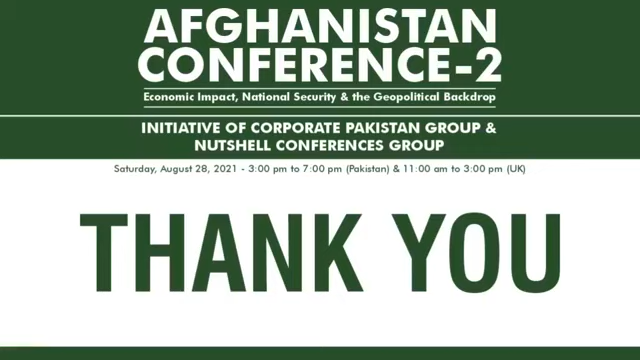 AFGHANISTAN
CONFERENCE-2
Economic Impact, National Security & the Geopolitical Backdrop
INITIATIVE OF CORPORATE PAKISTAN GROUP &
NUTSHELL CONFERENCES GROUP
Saturday, August 28, 2021 - 3:00 pm to 7:00 pm (Pakistan) & 11:00 am to 3:00 pm (UK)
THANK YOU